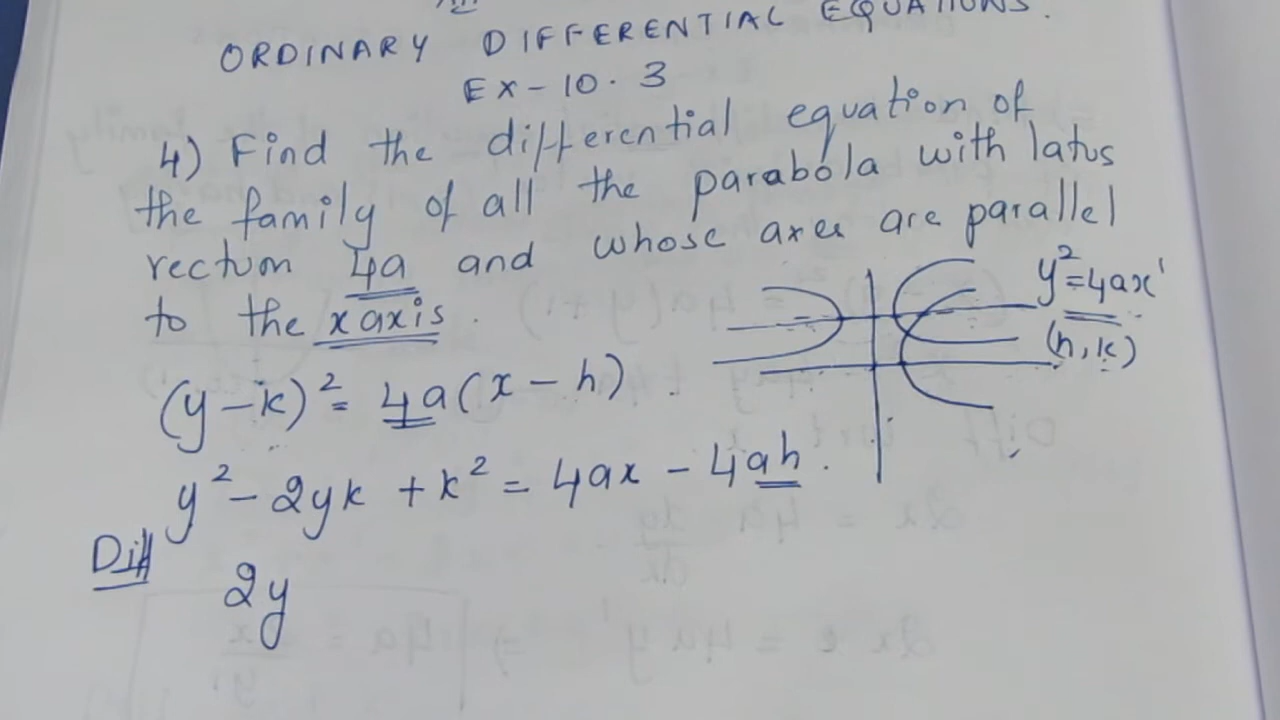 ORDINARY DIFFERENTIAL EQUATIONS.
EX-10.3
4) Find the differential equation of
the family of all the parabola with latus
rectum 4a and whose axes are parallel
to the x axis.
y² = 4ax
(h, k)
(y-k)² = 4a(x-h)
y² - 2yk + k² = 4ax - 4ah.
Diff
2y